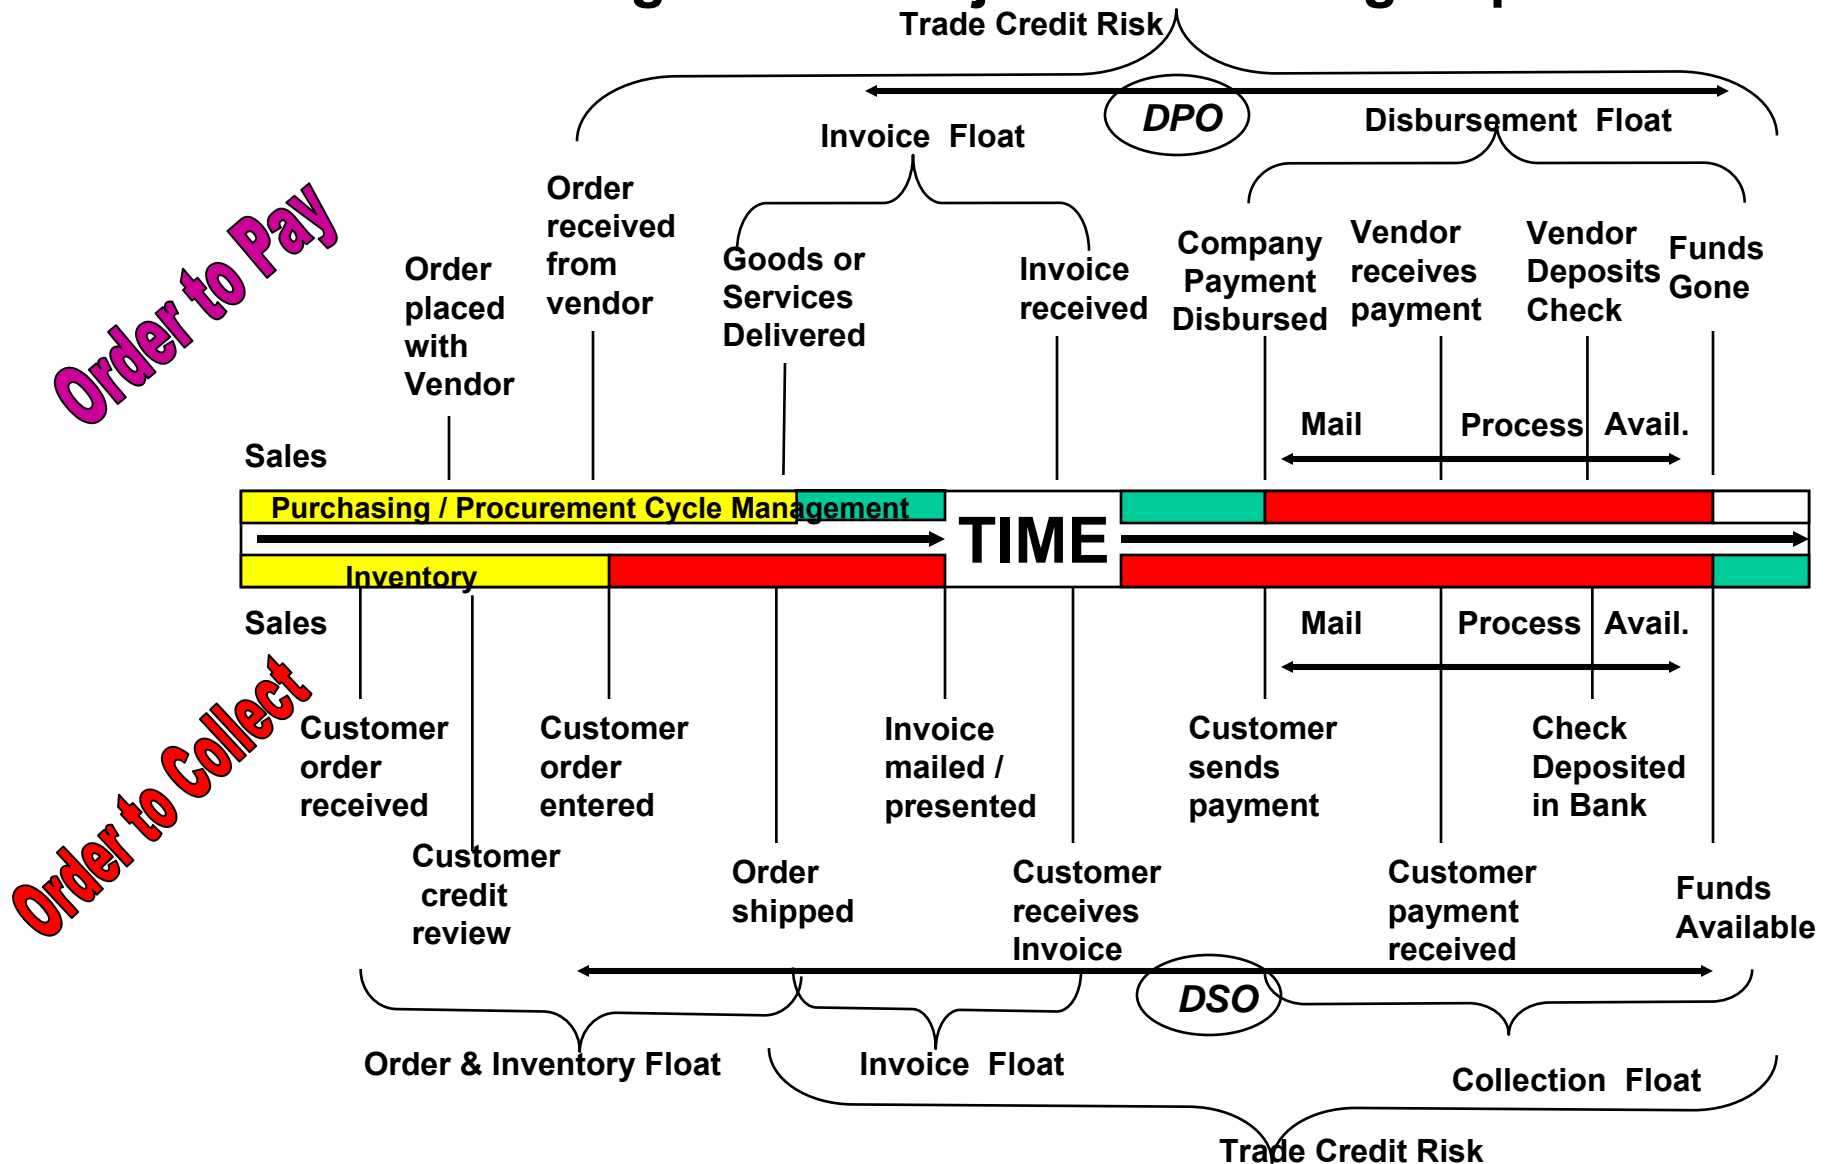 Trade Credit Risk
DPO
Invoice Float
Disbursement Float
Order to Pay
Order
placed
with
Vendor
Order
received
from
vendor
Goods or
Services
Delivered
Invoice
received
Company
Payment
Disbursed
Vendor
receives
payment
Vendor
Deposits
Check
Funds
Gone
Mail
Process
Avail.
Sales
Purchasing / Procurement Cycle Management
TIME
Inventory
Sales
Mail
Process
Avail.
Order to Collect
Customer
order
received
Customer
credit
review
Customer
order
entered
Order
shipped
Invoice
mailed /
presented
Customer
receives
Invoice
Customer
sends
payment
Customer
payment
received
Check
Deposited
in Bank
Funds
Available
DSO
Order & Inventory Float
Invoice Float
Collection Float
Trade Credit Risk